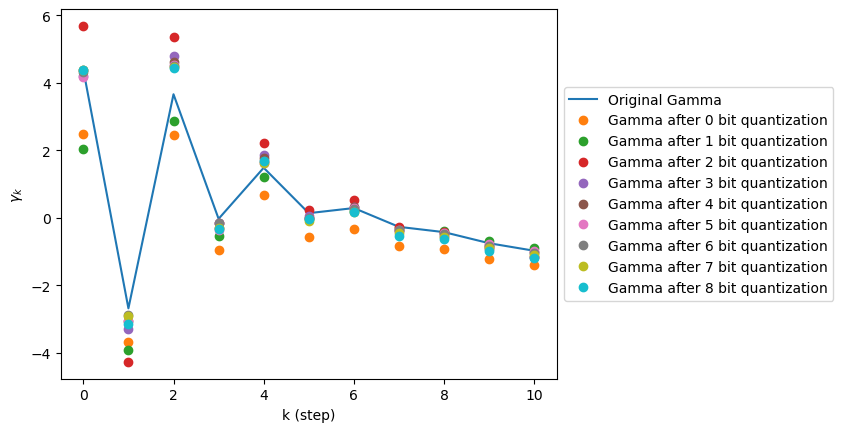 6
4
2
0
−2
−4
γk
0
2
4
6
8
10
k (step)
Original Gamma
Gamma after 0 bit quantization
Gamma after 1 bit quantization
Gamma after 2 bit quantization
Gamma after 3 bit quantization
Gamma after 4 bit quantization
Gamma after 5 bit quantization
Gamma after 6 bit quantization
Gamma after 7 bit quantization
Gamma after 8 bit quantization